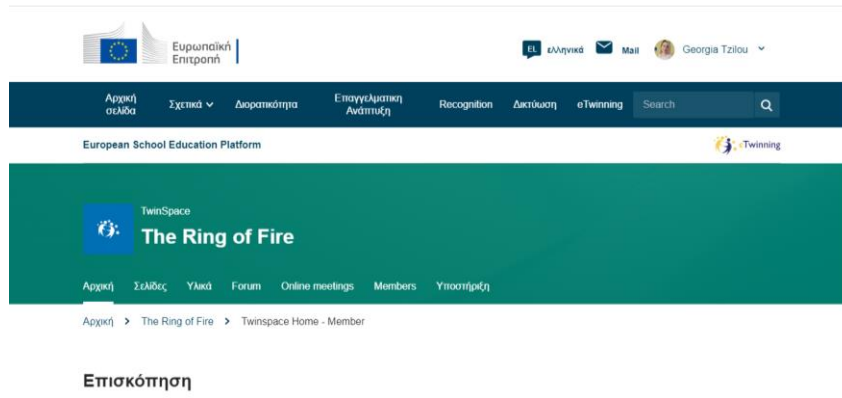 Ευρωπαϊκή
Επιτροπή
EL ελληνικά Mail Georgia Tzilou
Αρχική σελίδα Σχετικά Διορατικότητα Επαγγελματικη Ανάπτυξη Recognition Δικτύωση eTwinning Search
European School Education Platform
eTwinning
TwinSpace
The Ring of Fire
Αρχική Σελίδες Υλικά Forum Online meetings Members Υποστήριξη
Αρχική > The Ring of Fire > Twinspace Home - Member
Επισκόπηση